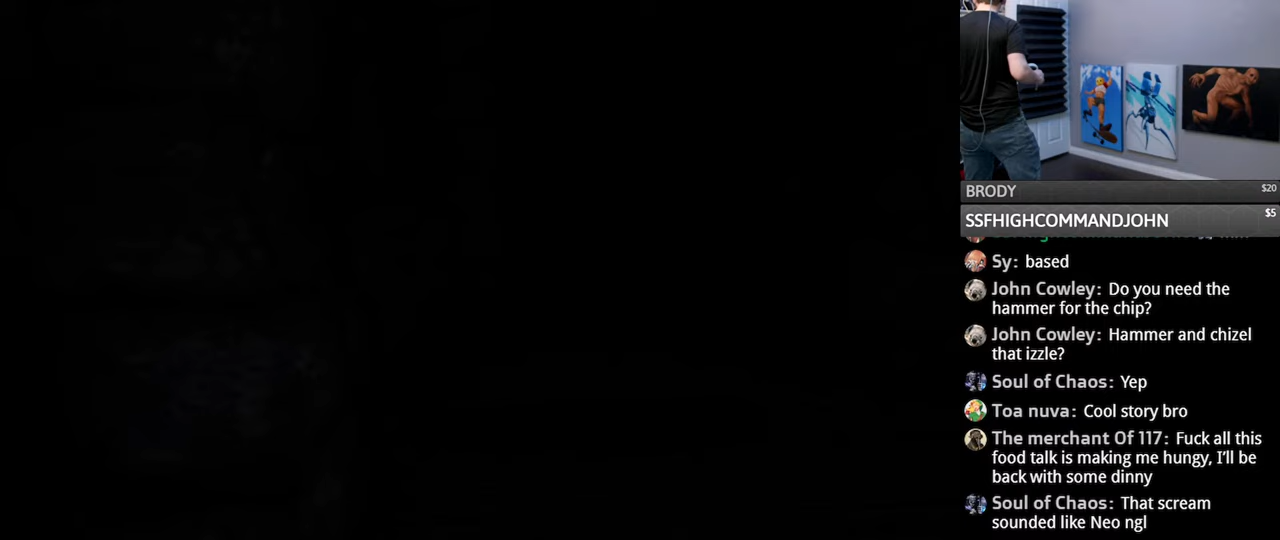 BRODY $20
SSFHIGHCOMMANDJOHN $5
Sy: based
John Cowley: Do you need the
hammer for the chip?
John Cowley: Hammer and chizel
that izzle?
Soul of Chaos: Yep
Toa nuva: Cool story bro
The merchant Of 117: Fuck all this
food talk is making me hungy, I'll be
back with some dinny
Soul of Chaos: That scream
sounded like Neo ngl